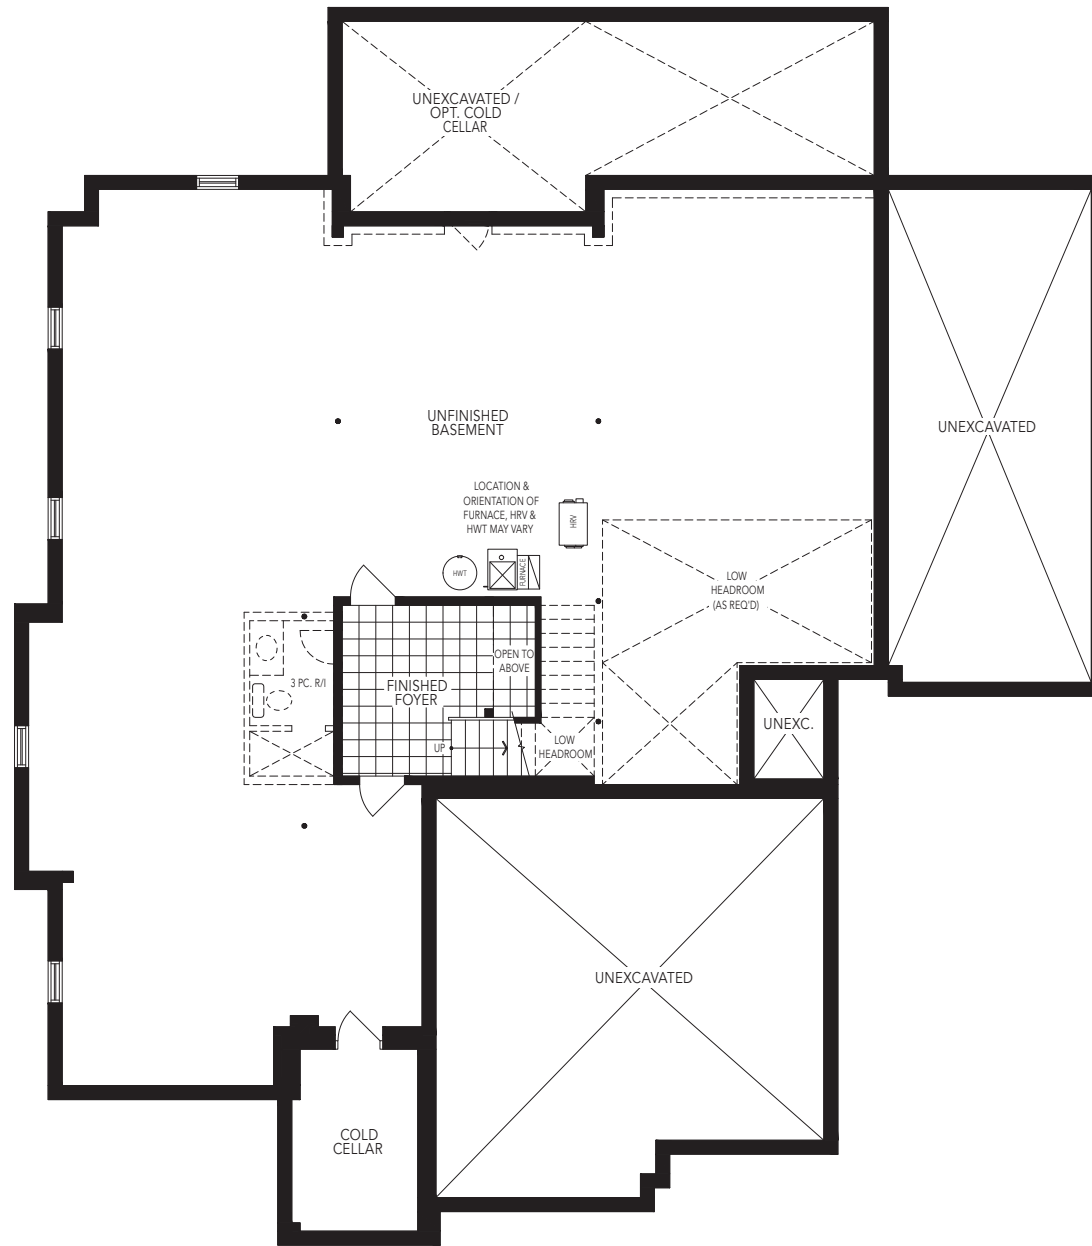 UNEXCAVATED /
OPT. COLD
CELLAR
UNFINISHED
BASEMENT
UNEXCAVATED
LOCATION &
ORIENTATION OF
FURNACE, HRV &
HWT MAY VARY
HRV
HWT
FURNACE
LOW
HEADROOM
(AS REQ'D)
OPEN TO
ABOVE
3 PC. R/I
FINISHED
FOYER
UP
LOW
HEADROOM
UNEXC.
UNEXCAVATED
COLD
CELLAR